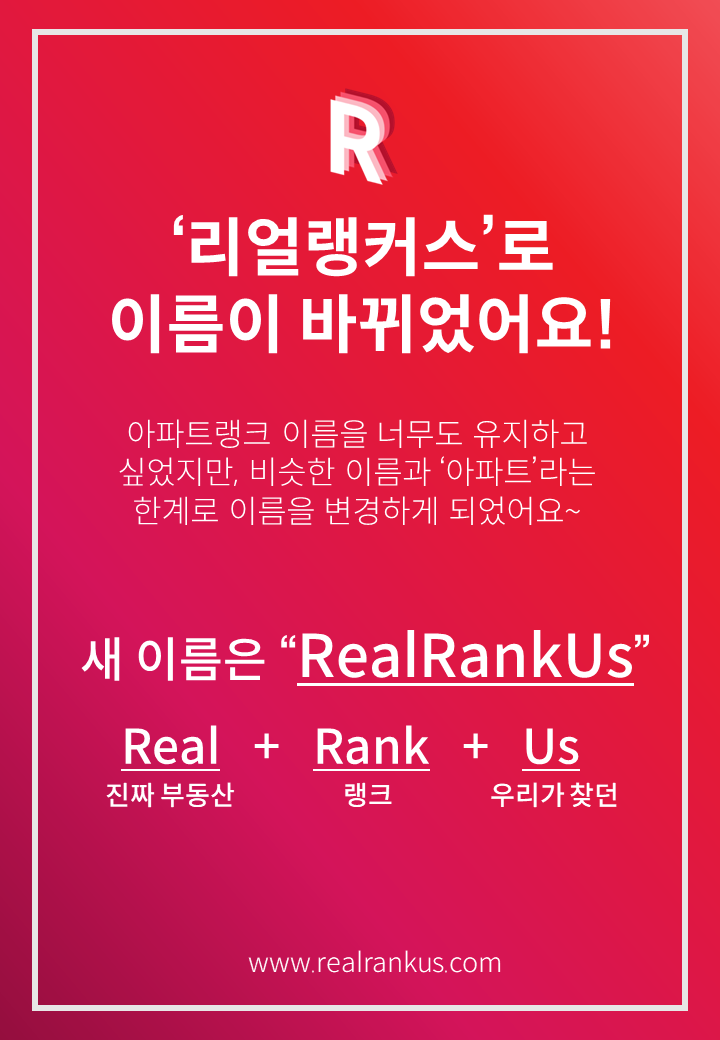 R
‘리얼랭커스’로
이름이 바뀌었어요!
아파트랭크 이름을 너무도 유지하고
싶었지만, 비슷한 이름과 ‘아파트’라는
한계로 이름을 변경하게 되었어요~
새 이름은 “RealRankUs”
Real + Rank + Us
진짜 부동산 랭크 우리가 찾던
www.realrankus.com